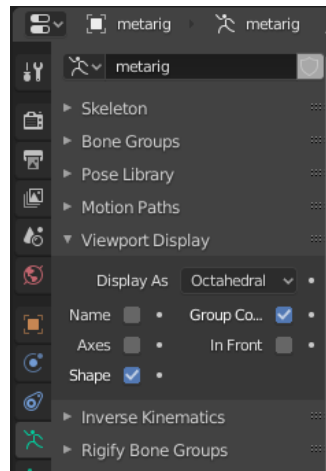 metarig metarig
metarig
Skeleton
Bone Groups
Pose Library
Motion Paths
Viewport Display
Display As Octahedral
Name Group Co...
Axes In Front
Shape
Inverse Kinematics
Rigify Bone Groups